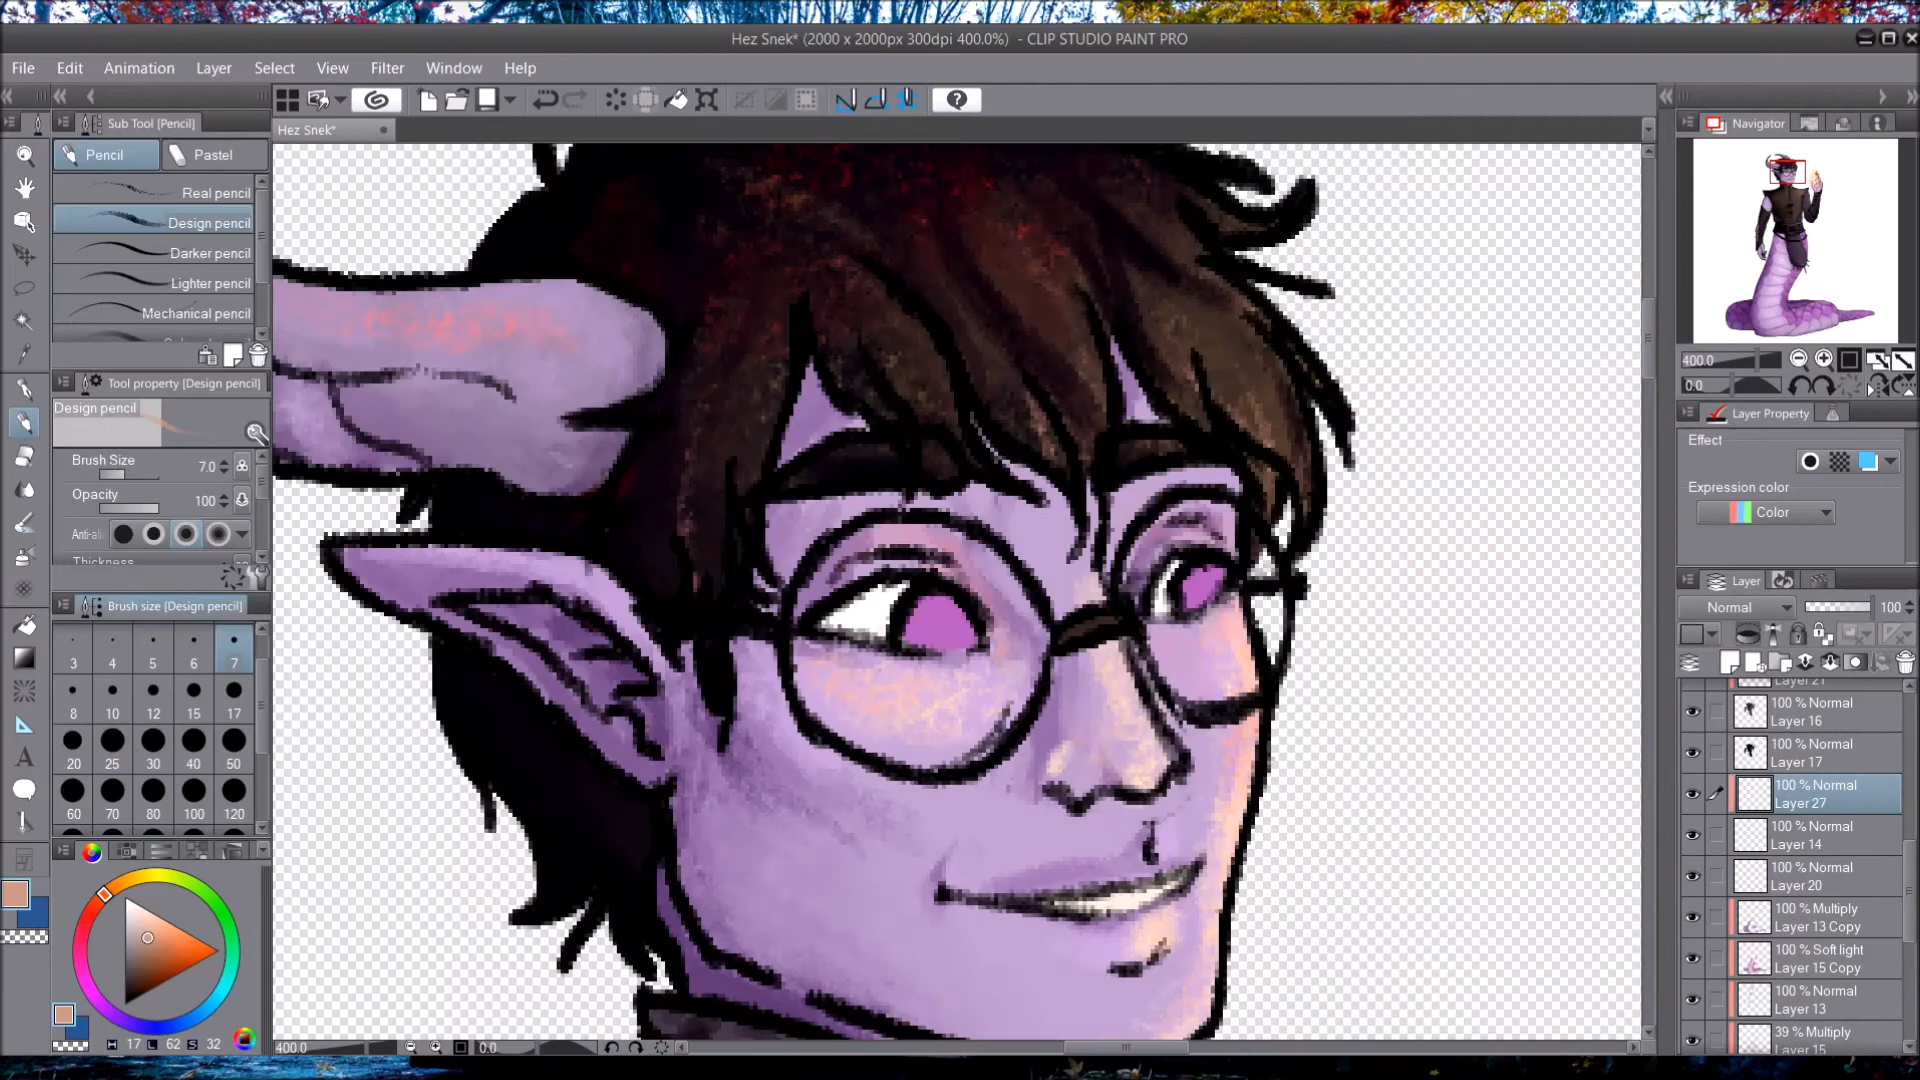 Hez Snek* (2000 x 2000px 300dpi 400.0%) - CLIP STUDIO PAINT PRO
File Edit Animation Layer Select View Filter Window Help
Sub Tool [Pencil]
Hez Snek*
Navigator
Pencil Pastel
Real pencil
Design pencil
Darker pencil
Lighter pencil
Mechanical pencil
400.0
0.0
Tool property [Design pencil]
Layer Property
Design pencil
Effect
Brush Size 7.0
Expression color
Opacity 100
Color
Anti-ali
Thickness
Layer
Brush size [Design pencil]
Normal 100
3 4 5 6 7
8 10 12 15 17
20 25 30 40 50
60 70 80 100 120
Layer 21
100 % Normal
Layer 16
100 % Normal
Layer 17
100 % Normal
Layer 27
100 % Normal
Layer 14
100 % Normal
Layer 20
100 % Multiply
Layer 13 Copy
100 % Soft light
Layer 15 Copy
100 % Normal
Layer 13
39 % Multiply
Layer 15
H 17 L 62 S 32
400.0 0.0